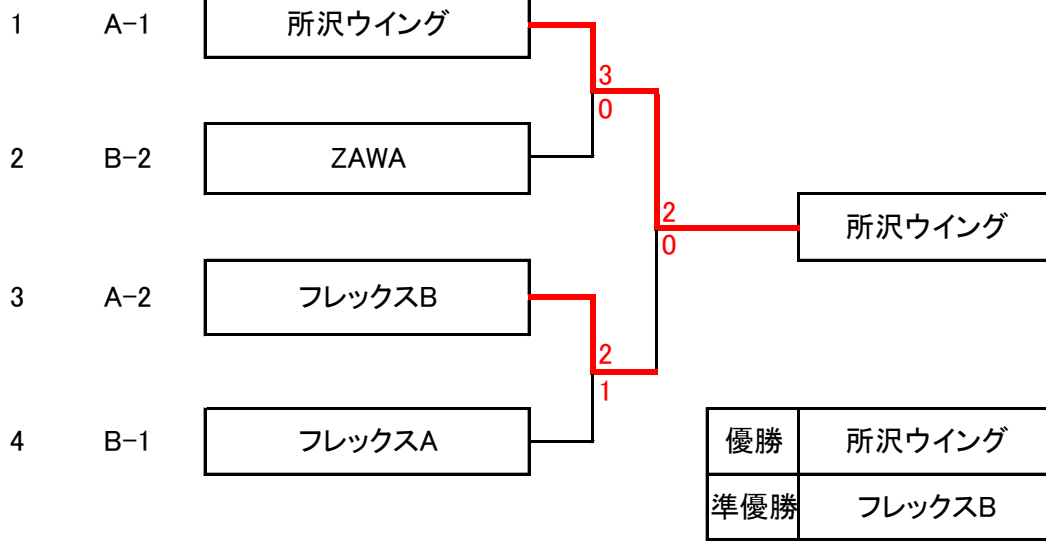 1 A-1 所沢ウイング
3
0
2 B-2 ZAWA
2
0
所沢ウイング
3 A-2 フレックスB
2
1
4 B-1 フレックスA
優勝 所沢ウイング
準優勝 フレックスB